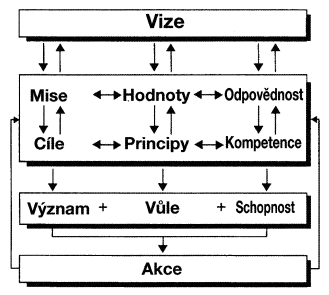 Vize
Mise Hodnoty Odpovědnost
Cíle Principy Kompetence
Význam + Vůle + Schopnost
Akce